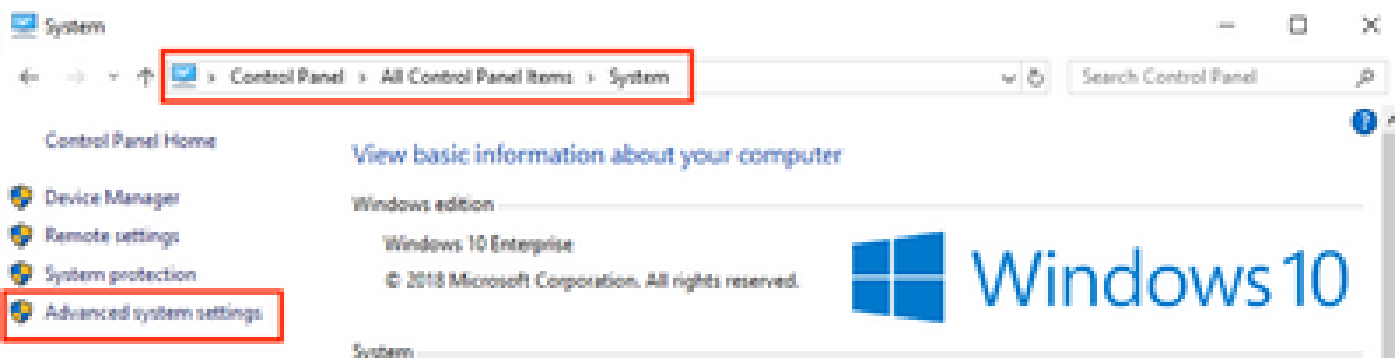 System
Control Panel > All Control Panel Items > System
Search Control Panel
Control Panel Home
Device Manager
Remote settings
System protection
Advanced system settings
View basic information about your computer
Windows edition
Windows 10 Enterprise
© 2018 Microsoft Corporation. All rights reserved.
Windows 10
System